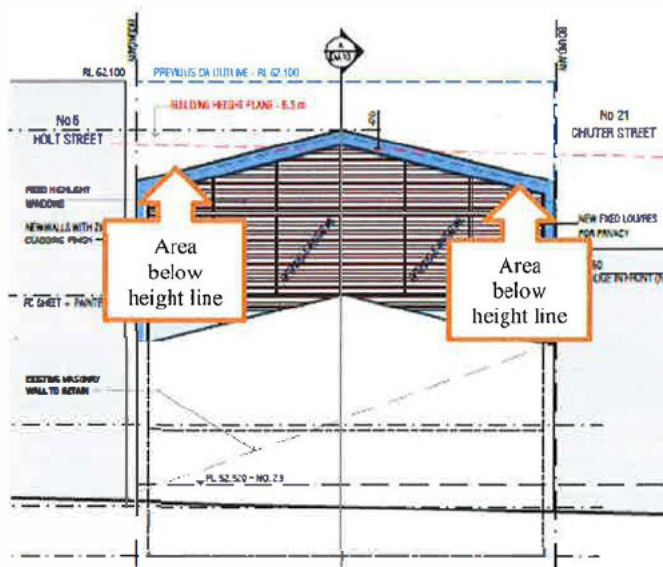 BOUNDARY
BOUNDARY
A
RL 62.100
PREVIOUS DA OUTLINE - RL 62.100
BUILDING HEIGHT PLANE - 8.5 m
No 6
HOLT STREET
No 21
CHUTER STREET
FIXED HIGHLIGHT
WINDOWS
NEW WALLS WITH
CLADDING FINISH
NEW FIXED LOUVRES
FOR PRIVACY
Area
below
height line
Area
below
height line
FC SHEET +
EXISTING MASONRY
WALL TO RETAIN
RL 52.520 - NO. 23